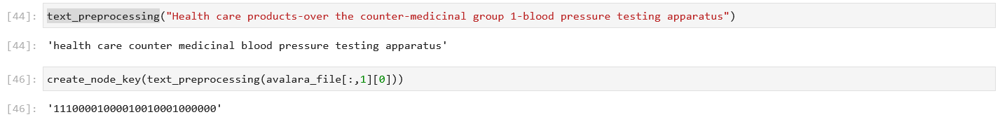 [44]: text_preprocessing("Health care products-over the counter-medicinal group 1-blood pressure testing apparatus")
[44]: 'health care counter medicinal blood pressure testing apparatus'
[46]: create_node_key(text_preprocessing(avalara_file[:,1][0]))
[46]: '11100001000010010001000000'